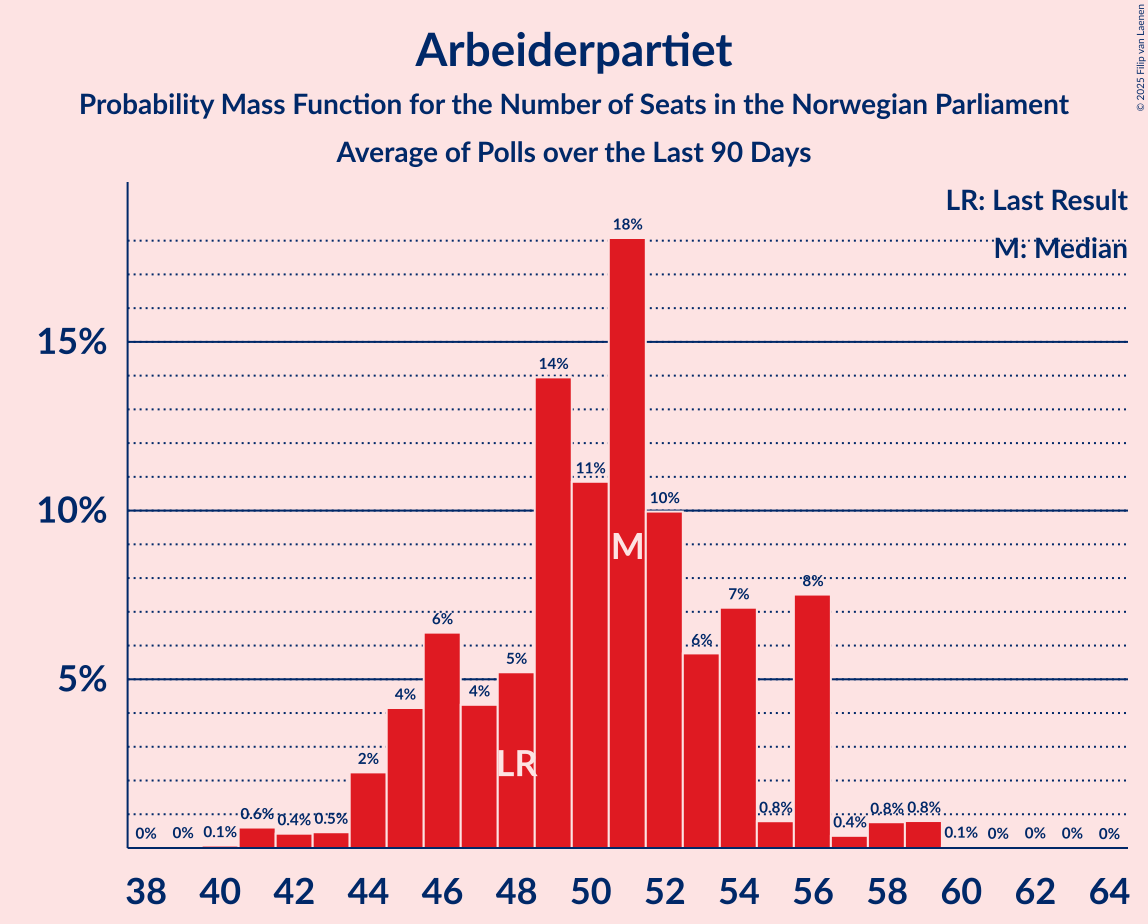 Arbeiderpartiet
Probability Mass Function for the Number of Seats in the Norwegian Parliament
Average of Polls over the Last 90 Days
© 2025 Filip van Laenen
LR: Last Result
M: Median
15%
10%
5%
0% 0% 0.1% 0.6% 0.4% 0.5% 2% 4% 6% 4% 5% 14% 11% 18% 10% 6% 7% 0.8% 8% 0.4% 0.8% 0.8% 0.1% 0% 0% 0% 0%
M
LR
38 40 42 44 46 48 50 52 54 56 58 60 62 64